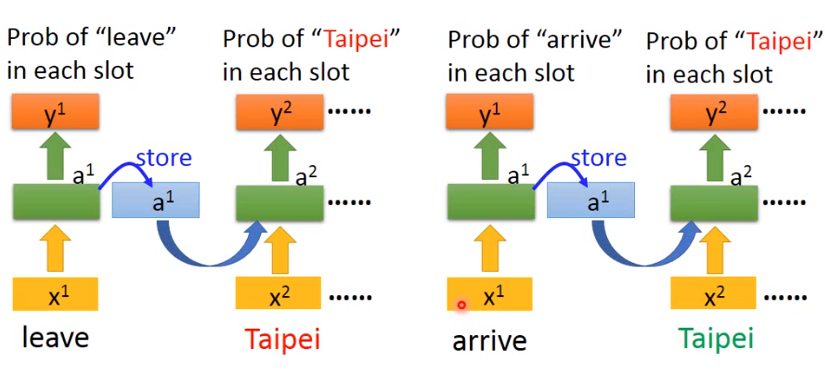 Prob of “leave”
in each slot
Prob of “Taipei”
in each slot
Prob of “arrive”
in each slot
Prob of “Taipei”
in each slot
y¹
y²
......
y¹
y²
......
store
store
a¹
a¹
a²
......
a¹
a¹
a²
......
x¹
x²
......
x¹
x²
......
leave
Taipei
arrive
Taipei